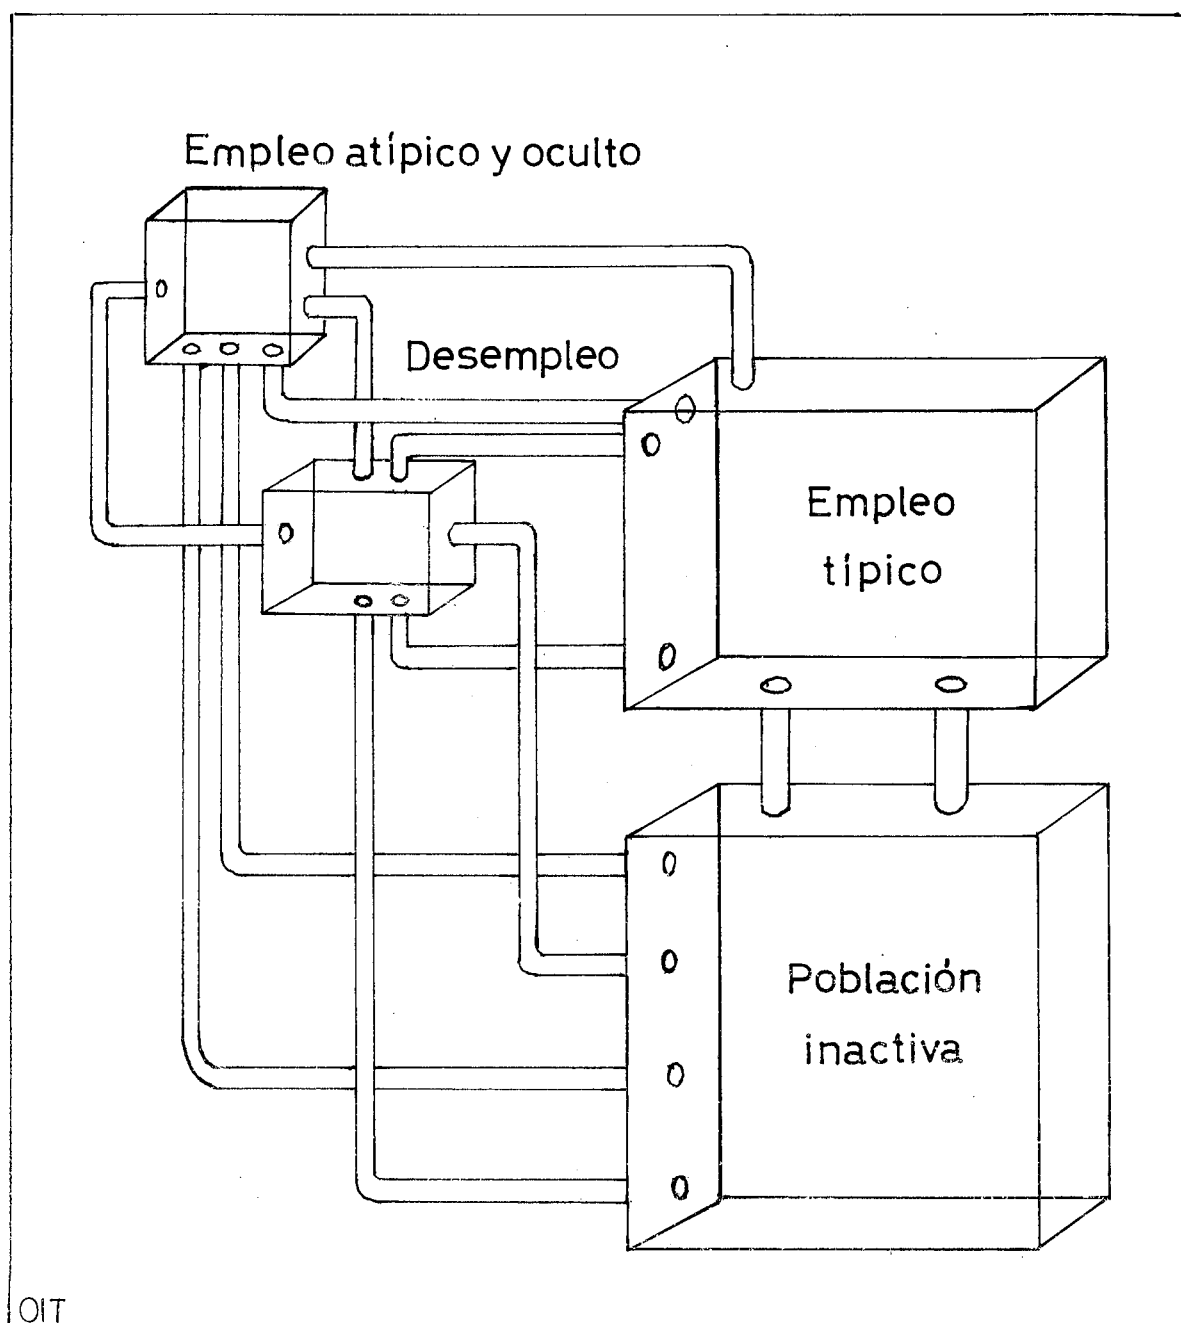 Empleo atípico y oculto
Desempleo
Empleo
típico
Población
inactiva
OIT